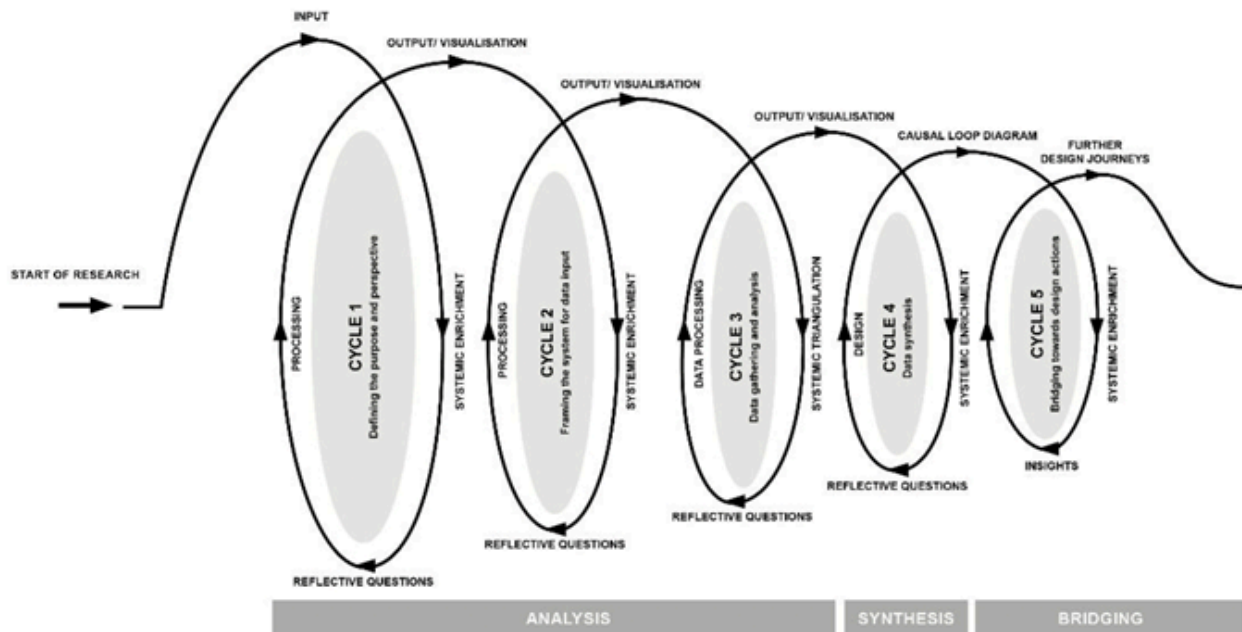 INPUT
OUTPUT/ VISUALISATION
OUTPUT/ VISUALISATION
OUTPUT/ VISUALISATION
CAUSAL LOOP DIAGRAM
FURTHER
DESIGN JOURNEYS
START OF RESEARCH
PROCESSING
CYCLE 1
Defining the purpose and perspective
SYSTEMIC ENRICHMENT
REFLECTIVE QUESTIONS
PROCESSING
CYCLE 2
Framing the system for data input
SYSTEMIC ENRICHMENT
REFLECTIVE QUESTIONS
DATA PROCESSING
CYCLE 3
Data gathering and analysis
SYSTEMIC TRIANGULATION
REFLECTIVE QUESTIONS
DESIGN
CYCLE 4
Data synthesis
SYSTEMIC ENRICHMENT
REFLECTIVE QUESTIONS
CYCLE 5
Bridging towards design actions
SYSTEMIC ENRICHMENT
INSIGHTS
ANALYSIS
SYNTHESIS
BRIDGING